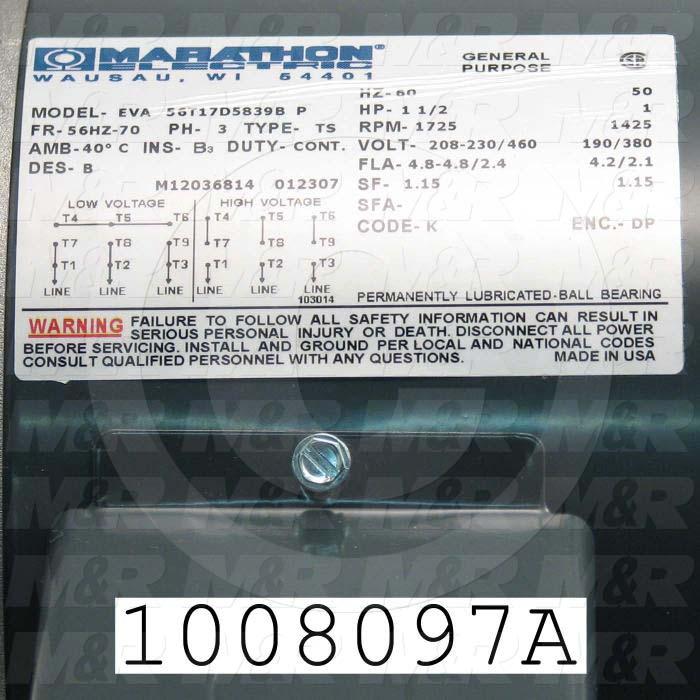 MARATHON®
ELECTRIC
WAUSAU, WI 54401
GENERAL
PURPOSE
MODEL- EVA 56T17D5839B P
FR- 56HZ-70 PH- 3 TYPE- TS
AMB-40° C INS- B3 DUTY- CONT.
DES- B
M12036814 012307
HZ-60 50
HP- 1 1/2 1
RPM- 1725 1425
VOLT- 208-230/460 190/380
FLA- 4.8-4.8/2.4 4.2/2.1
SF- 1.15 1.15
SFA-
CODE- K ENC.- DP
LOW VOLTAGE HIGH VOLTAGE
T4 T5 T6 T4 T5 T6
T7 T8 T9 T7 T8 T9
T1 T2 T3 T1 T2 T3
LINE LINE LINE LINE LINE LINE
103014
PERMANENTLY LUBRICATED-BALL BEARING
WARNING FAILURE TO FOLLOW ALL SAFETY INFORMATION CAN RESULT IN
SERIOUS PERSONAL INJURY OR DEATH. DISCONNECT ALL POWER
BEFORE SERVICING. INSTALL AND GROUND PER LOCAL AND NATIONAL CODES
CONSULT QUALIFIED PERSONNEL WITH ANY QUESTIONS. MADE IN USA
1008097A
M&R